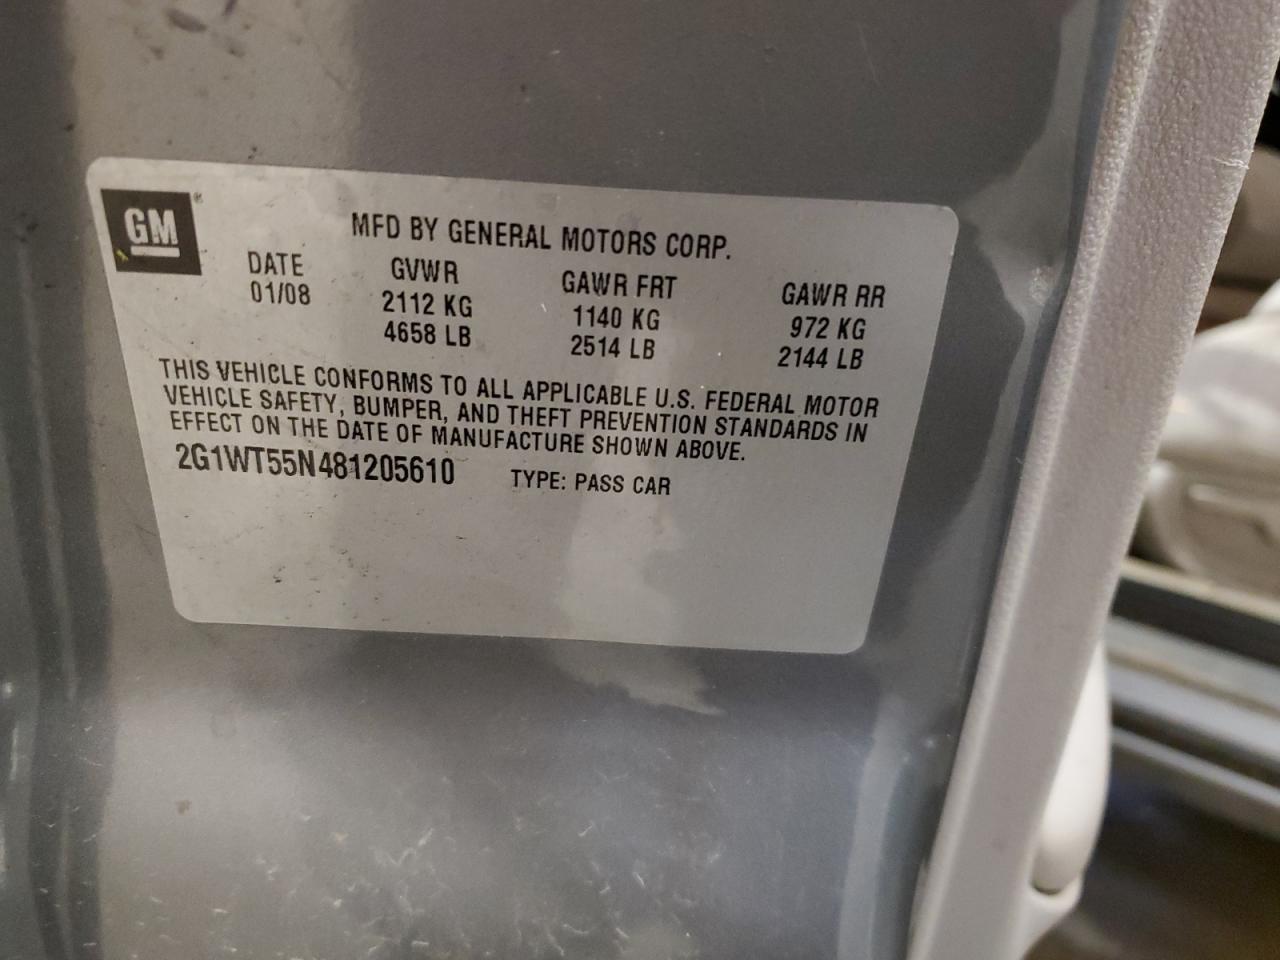 GM®
MFD BY GENERAL MOTORS CORP.
DATE GVWR GAWR FRT GAWR RR
01/08 2112 KG 1140 KG 972 KG
4658 LB 2514 LB 2144 LB
THIS VEHICLE CONFORMS TO ALL APPLICABLE U.S. FEDERAL MOTOR
VEHICLE SAFETY, BUMPER, AND THEFT PREVENTION STANDARDS IN
EFFECT ON THE DATE OF MANUFACTURE SHOWN ABOVE.
2G1WT55N481205610 TYPE: PASS CAR